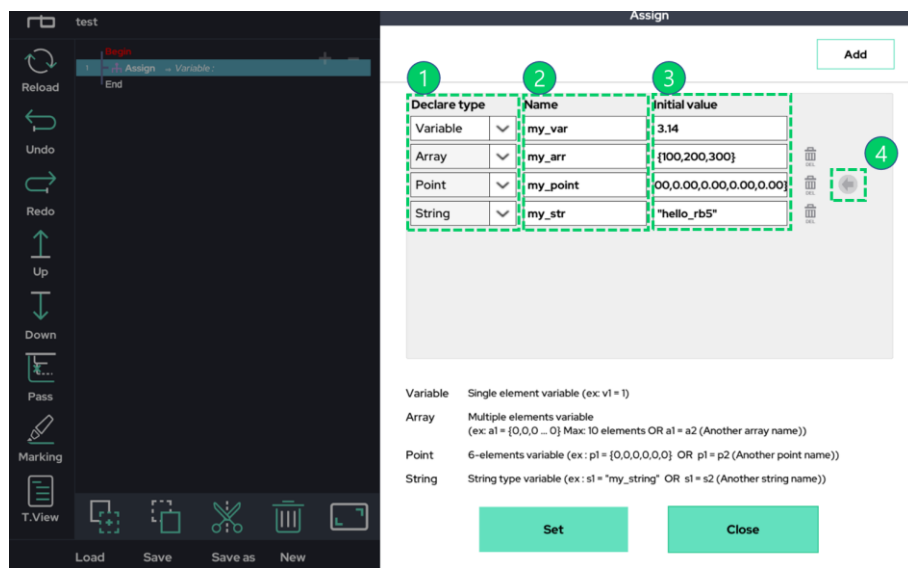 rb
test
Assign
Reload
Undo
Redo
Up
Down
Pass
Marking
T.View
Begin
1 Assign → Variable :
End
Load Save Save as New
Add
1 2 3
Declare type Name Initial value
Variable my_var 3.14
Array my_arr {100,200,300} DEL
4
Point my_point 00,0.00,0.00,0.00,0.00} DEL
String my_str "hello_rb5" DEL
Variable Single element variable (ex: v1 = 1)
Array Multiple elements variable
(ex: a1 = {0,0,0 ... 0} Max: 10 elements OR a1 = a2 (Another array name))
Point 6-elements variable (ex : p1 = {0,0,0,0,0,0} OR p1 = p2 (Another point name))
String String type variable (ex : s1 = "my_string" OR s1 = s2 (Another string name))
Set Close